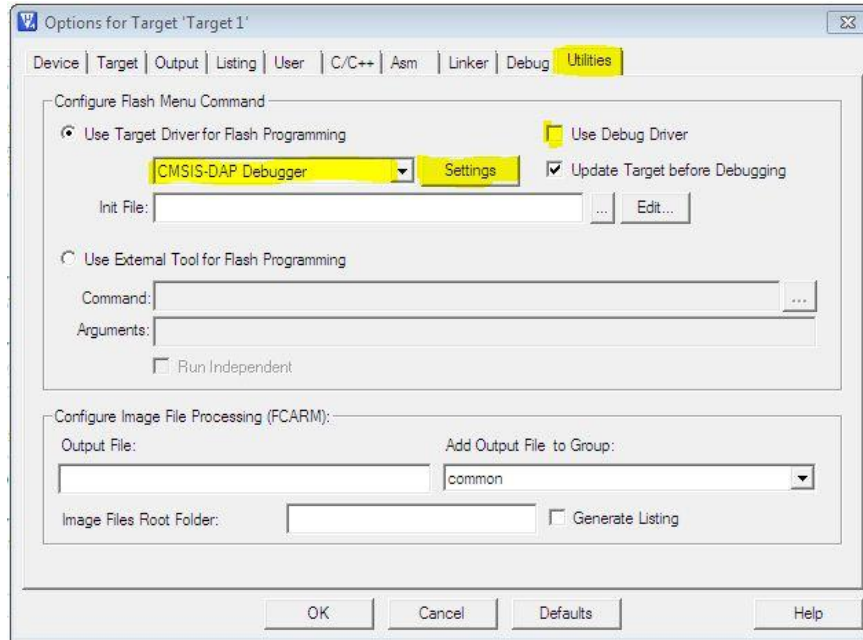 Options for Target 'Target 1'
Device Target Output Listing User C/C++ Asm Linker Debug Utilities
Configure Flash Menu Command
Use Target Driver for Flash Programming Use Debug Driver
CMSIS-DAP Debugger Settings Update Target before Debugging
Init File: ... Edit...
Use External Tool for Flash Programming
Command: ...
Arguments:
Run Independent
Configure Image File Processing (FCARM):
Output File: Add Output File to Group:
common
Image Files Root Folder: Generate Listing
OK Cancel Defaults Help